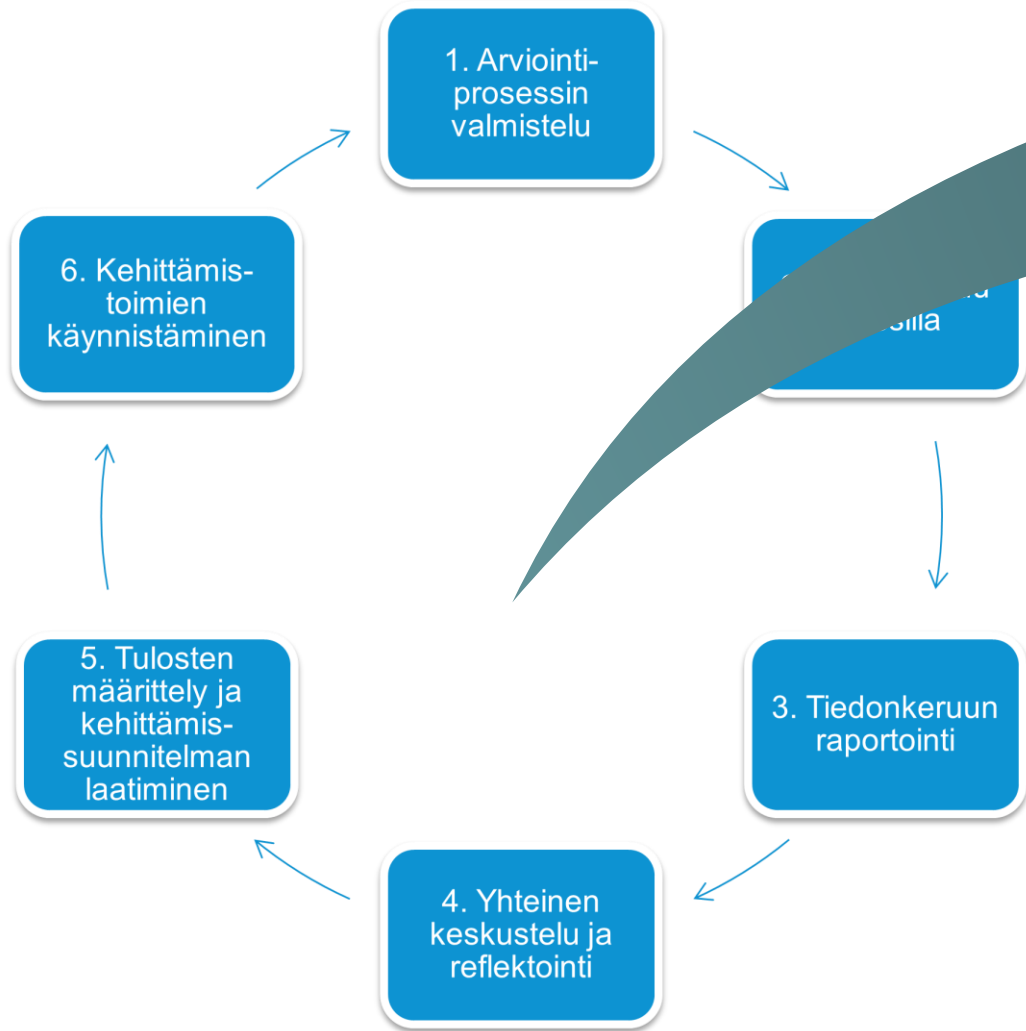 1. Arviointi-
prosessin
valmistelu
3. Tiedonkeruun
raportointi
4. Yhteinen
keskustelu ja
reflektointi
5. Tulosten
määrittely ja
kehittämis-
suunnitelman
laatiminen
6. Kehittämis-
toimien
käynnistäminen